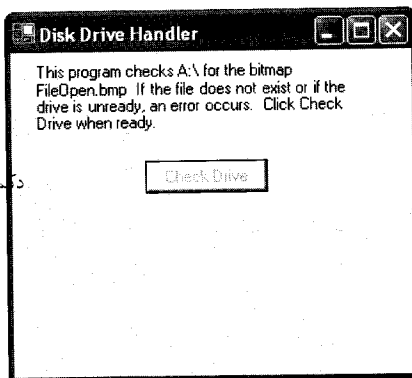 Disk Drive Handler
This program checks A:\ for the bitmap
FileOpen.bmp If the file does not exist or if the
drive is unready, an error occurs. Click Check
Drive when ready.
Check Drive